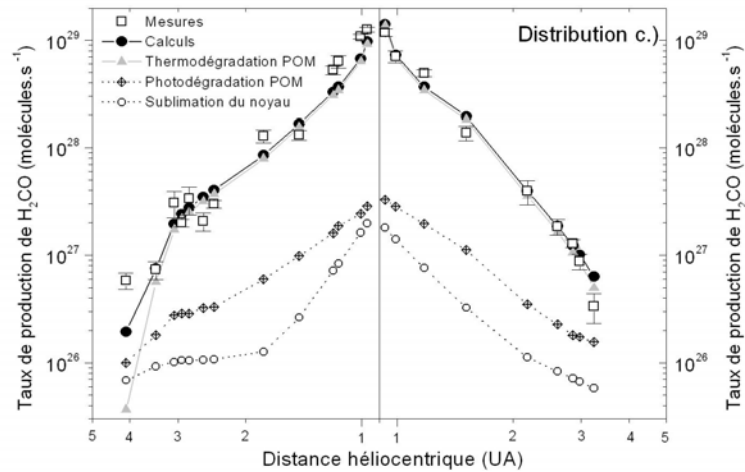 Distribution c.)
Mesures
Calculs
Thermodégradation POM
Photodégradation POM
Sublimation du noyau
Taux de production de H₂CO (molécules.s⁻¹)
10²⁹
10²⁸
10²⁷
10²⁶
10²⁹
10²⁸
10²⁷
10²⁶
Taux de production de H₂CO (molécules.s⁻¹)
5 4 3 2 1 1 2 3 4 5
Distance héliocentrique (UA)